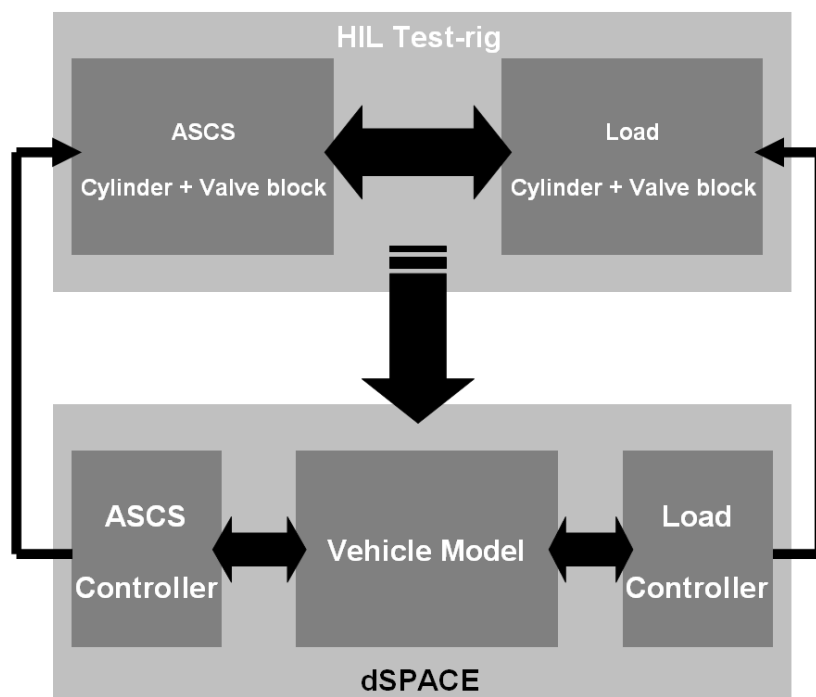 HIL Test-rig
ASCS
Cylinder + Valve block
Load
Cylinder + Valve block
ASCS
Controller
Vehicle Model
Load
Controller
dSPACE